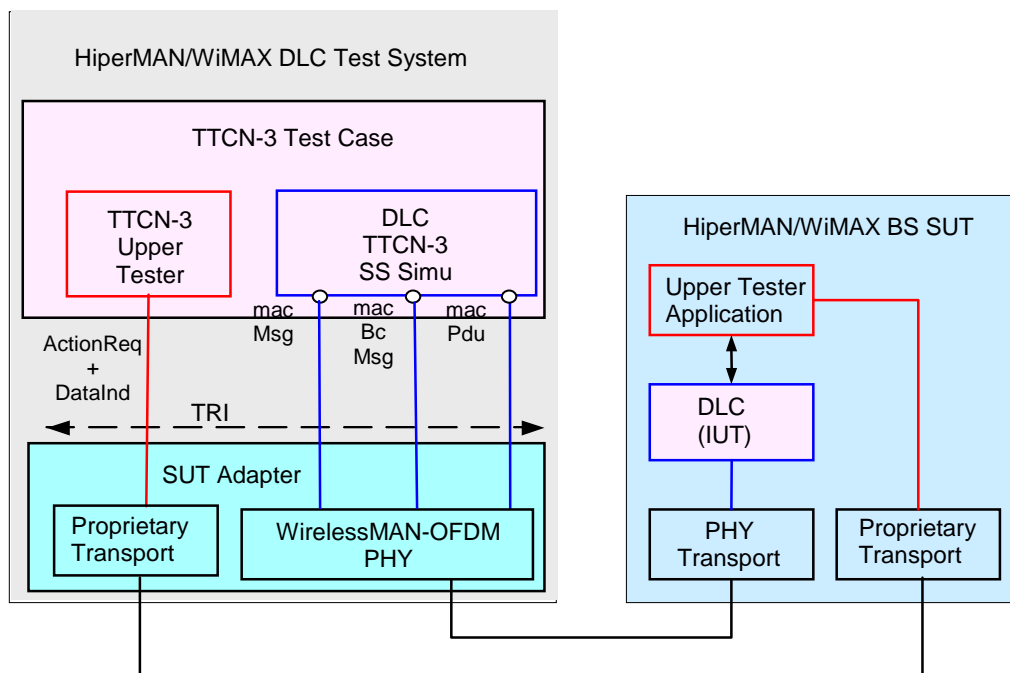 HiperMAN/WiMAX DLC Test System
TTCN-3 Test Case
TTCN-3
Upper
Tester
DLC
TTCN-3
SS Simu
mac
Msg
mac
Bc
Msg
mac
Pdu
ActionReq
+
DataInd
TRI
SUT Adapter
Proprietary
Transport
WirelessMAN-OFDM
PHY
HiperMAN/WiMAX BS SUT
Upper Tester
Application
DLC
(IUT)
PHY
Transport
Proprietary
Transport